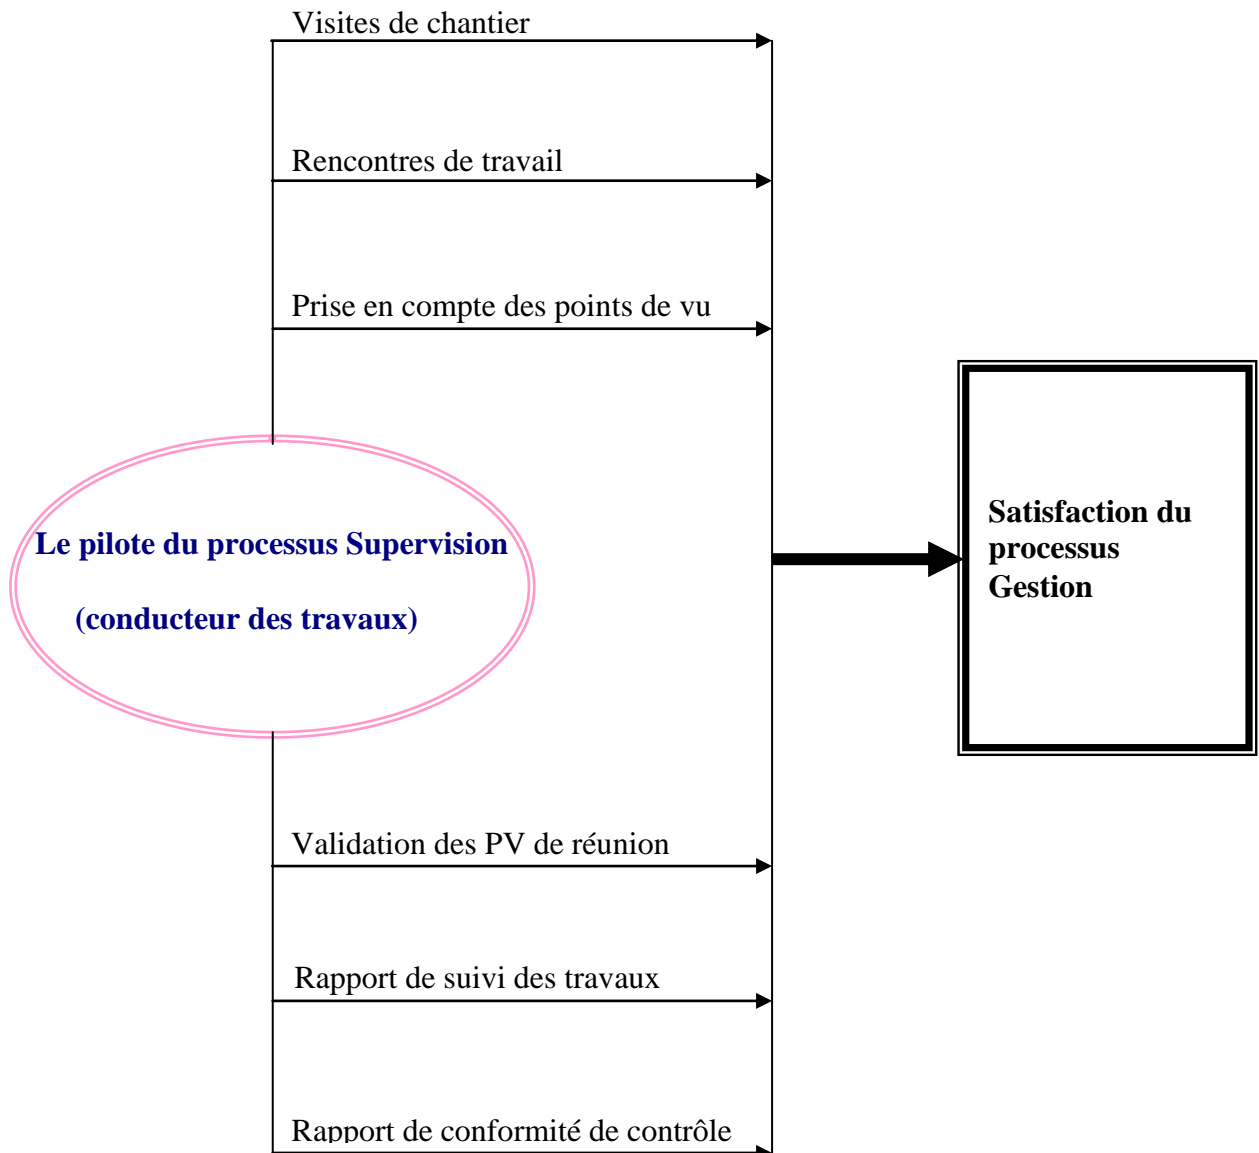 Visites de chantier
Rencontres de travail
Prise en compte des points de vu
Le pilote du processus Supervision
(conducteur des travaux)
Satisfaction du
processus
Gestion
Validation des PV de réunion
Rapport de suivi des travaux
Rapport de conformité de contrôle